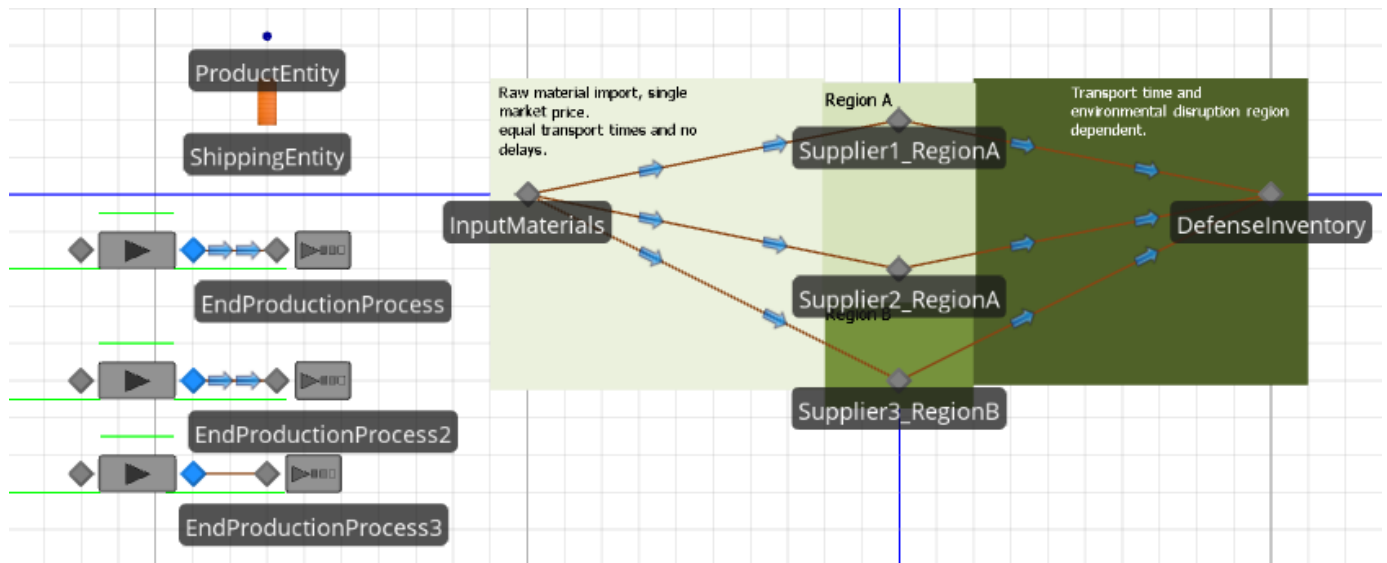 ProductEntity
ShippingEntity
Raw material import, single
market price.
equal transport times and no
delays.
Region A
Transport time and
environmental disruption region
dependent.
Supplier1_RegionA
InputMaterials
DefenseInventory
EndProductionProcess
Supplier2_RegionA
Region B
Supplier3_RegionB
EndProductionProcess2
EndProductionProcess3